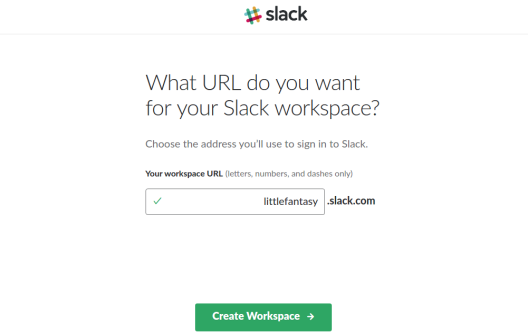 slack
What URL do you want
for your Slack workspace?
Choose the address you'll use to sign in to Slack.
Your workspace URL (letters, numbers, and dashes only)
littlefantasy .slack.com
Create Workspace →